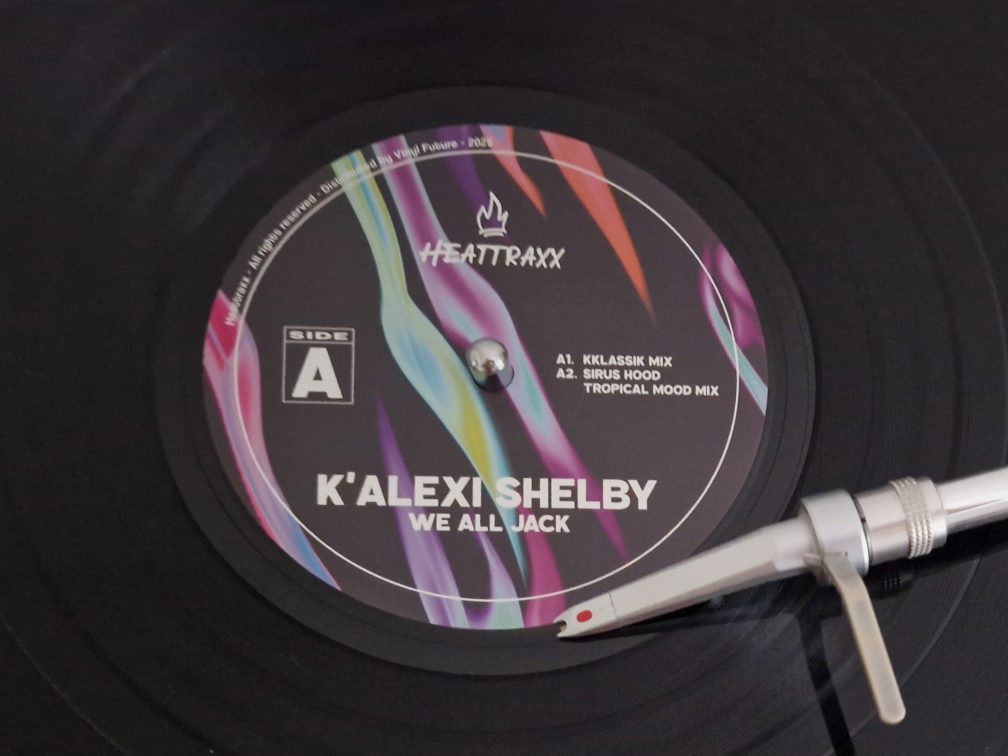 Heattraxx - All rights reserved - Distributed by Vinyl Future - 2025
HEATTRAXX
SIDE
A
A1. KKLASSIK MIX
A2. SIRUS HOOD
TROPICAL MOOD MIX
K'ALEXI SHELBY
WE ALL JACK